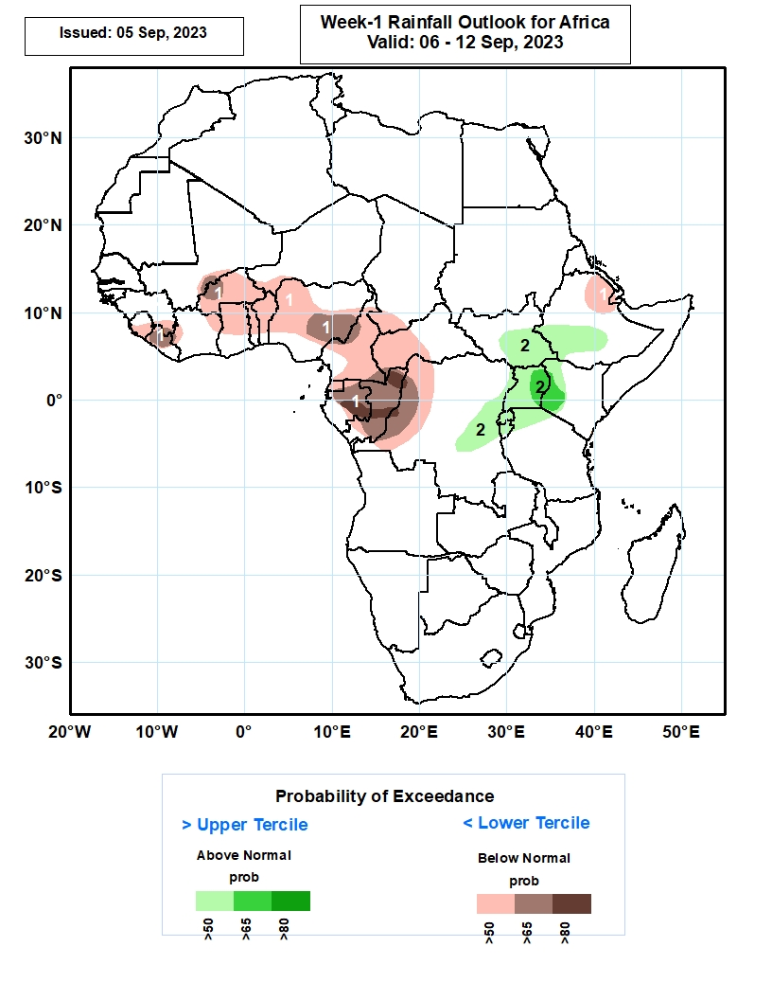 Issued: 05 Sep, 2023
Week-1 Rainfall Outlook for Africa
Valid: 06 - 12 Sep, 2023
30°N
20°N
10°N
0°
10°S
20°S
30°S
1
1
1
1
1
1
2
2
2
20°W 10°W 0° 10°E 20°E 30°E 40°E 50°E
Probability of Exceedance
> Upper Tercile
< Lower Tercile
Above Normal
Below Normal
prob
prob
>50 >65 >80
>50 >65 >80